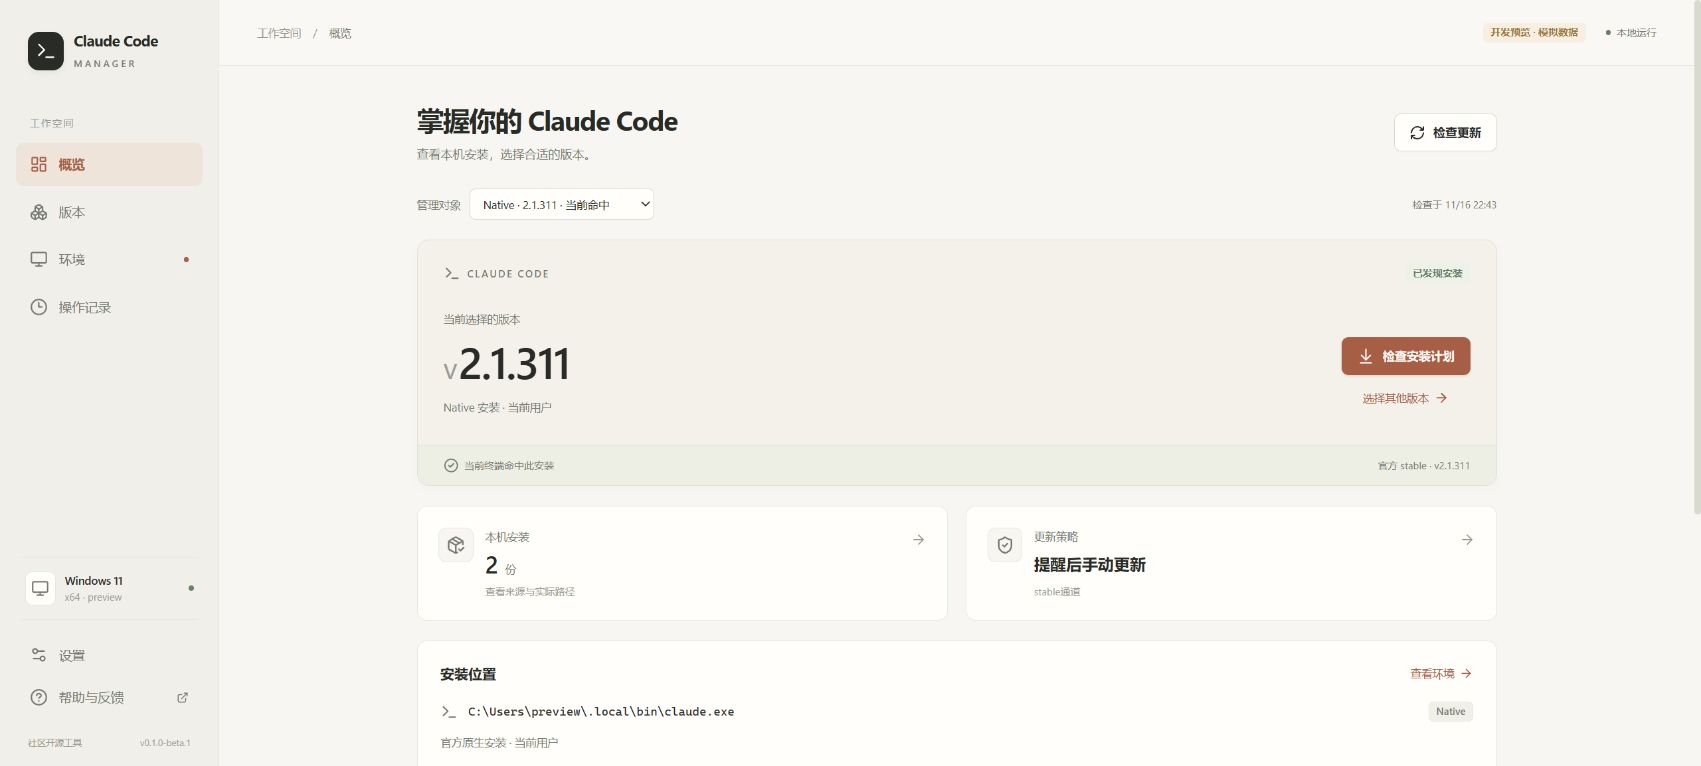 Claude Code
MANAGER
工作空间
概览
版本
环境
操作记录
Windows 11
x64 · preview
设置
帮助与反馈
社区开源工具
v0.1.0-beta.1
工作空间 / 概览
开发预览 · 模拟数据
本地运行
掌握你的 Claude Code
查看本机安装，选择合适的版本。
检查更新
管理对象
Native · 2.1.311 · 当前命中
检查于 11/16 22:43
CLAUDE CODE
已发现安装
当前选择的版本
v2.1.311
Native 安装 · 当前用户
检查安装计划
选择其他版本
当前终端命中此安装
官方 stable · v2.1.311
本机安装
2 份
查看来源与实际路径
更新策略
提醒后手动更新
stable通道
安装位置
查看环境
C:\Users\preview\.local\bin\claude.exe
Native
官方原生安装 · 当前用户